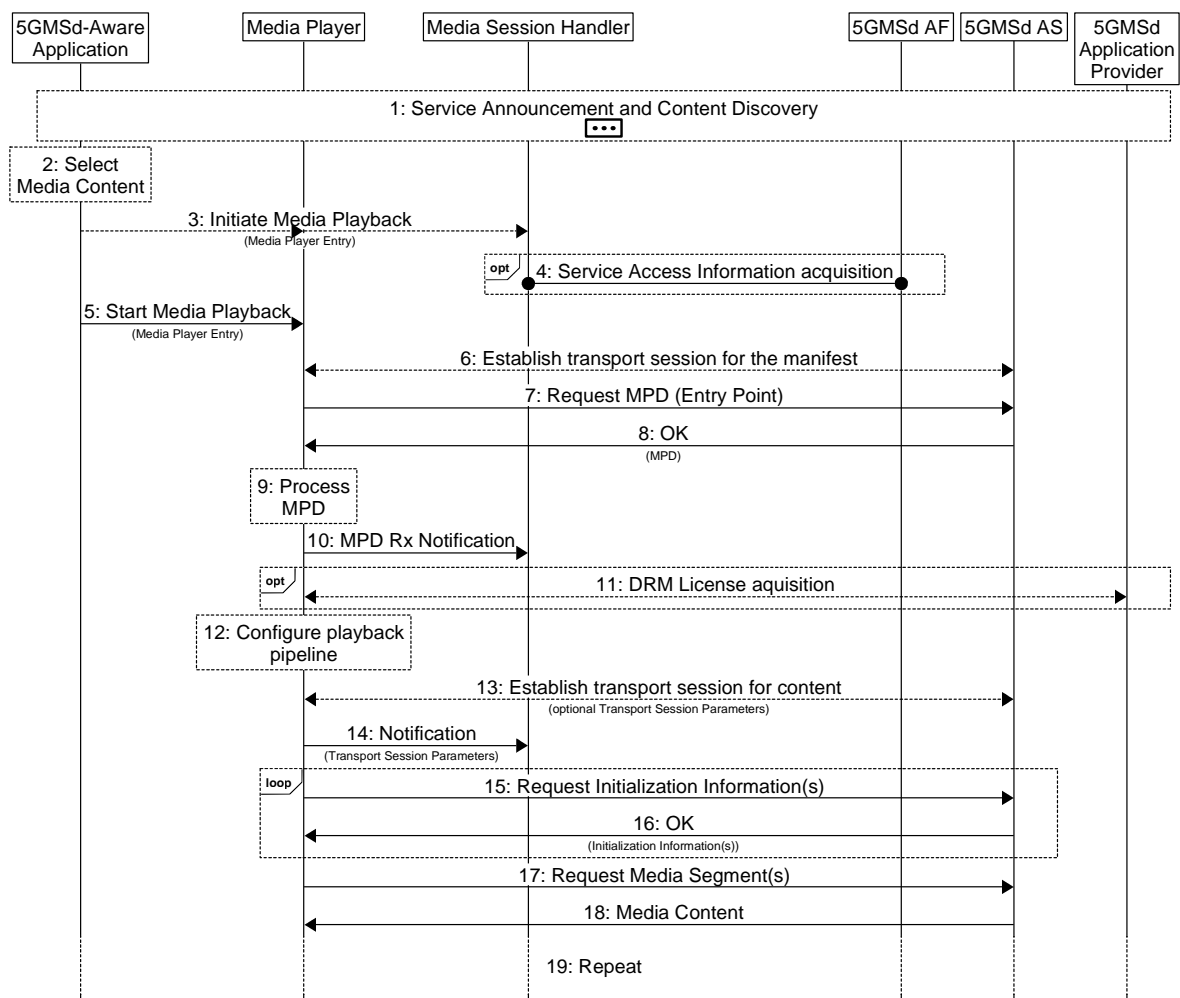 5GMSd-Aware
Application
Media Player
Media Session Handler
5GMSd AF
5GMSd AS
5GMSd
Application
Provider
1: Service Announcement and Content Discovery
2: Select
Media Content
3: Initiate Media Playback
(Media Player Entry)
opt
4: Service Access Information acquisition
5: Start Media Playback
(Media Player Entry)
6: Establish transport session for the manifest
7: Request MPD (Entry Point)
8: OK
(MPD)
9: Process
MPD
10: MPD Rx Notification
opt
11: DRM License aquisition
12: Configure playback
pipeline
13: Establish transport session for content
(optional Transport Session Parameters)
14: Notification
(Transport Session Parameters)
loop
15: Request Initialization Information(s)
16: OK
(Initialization Information(s))
17: Request Media Segment(s)
18: Media Content
19: Repeat